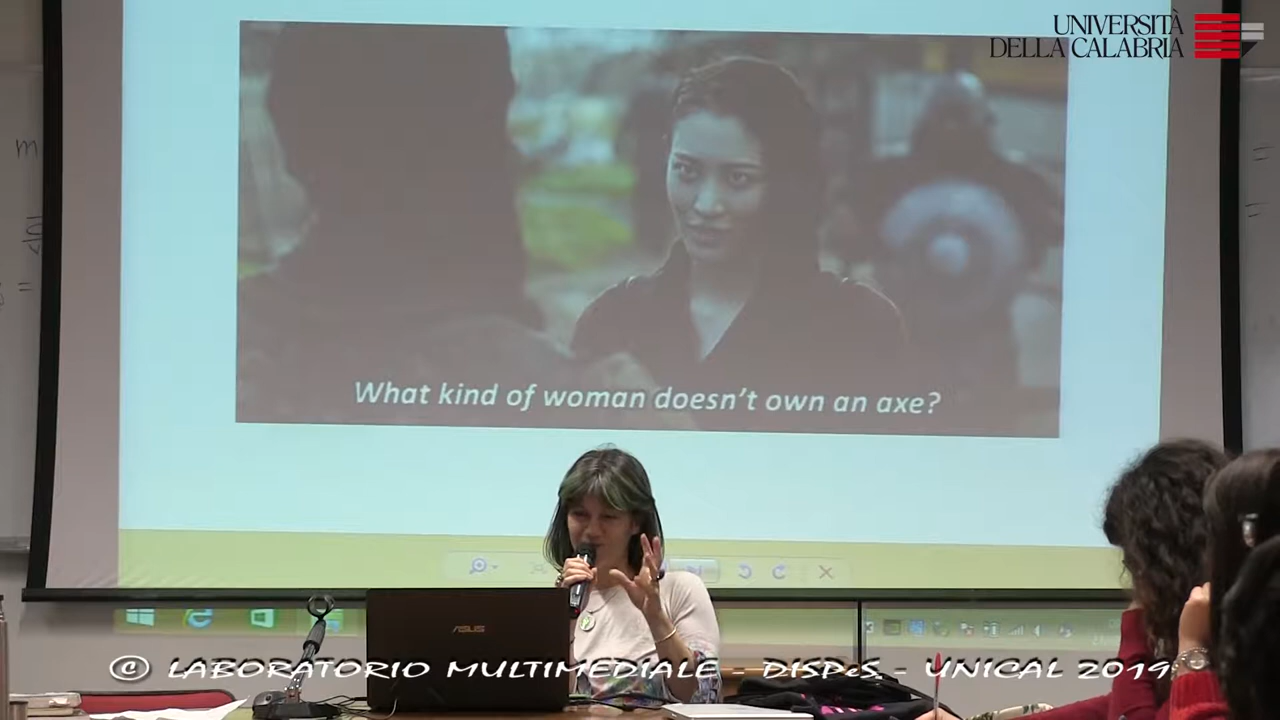 UNIVERSITÀ
DELLA CALABRIA
What kind of woman doesn't own an axe?
ASUS
© LABORATORIO MULTIMEDIALE - DISPeS - UNICAL 2019